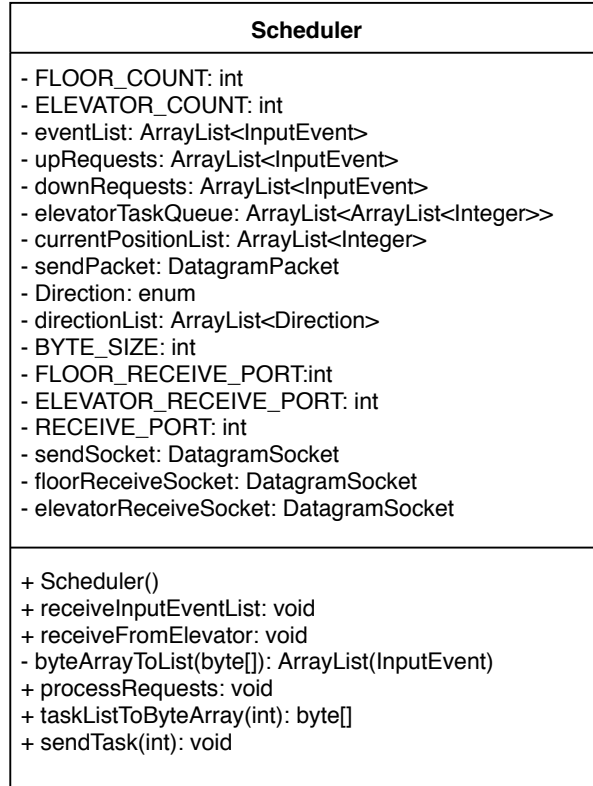 Scheduler
- FLOOR_COUNT: int
- ELEVATOR_COUNT: int
- eventList: ArrayList<InputEvent>
- upRequests: ArrayList<InputEvent>
- downRequests: ArrayList<InputEvent>
- elevatorTaskQueue: ArrayList<ArrayList<Integer>>
- currentPositionList: ArrayList<Integer>
- sendPacket: DatagramPacket
- Direction: enum
- directionList: ArrayList<Direction>
- BYTE_SIZE: int
- FLOOR_RECEIVE_PORT:int
- ELEVATOR_RECEIVE_PORT: int
- RECEIVE_PORT: int
- sendSocket: DatagramSocket
- floorReceiveSocket: DatagramSocket
- elevatorReceiveSocket: DatagramSocket
+ Scheduler()
+ receiveInputEventList: void
+ receiveFromElevator: void
- byteArrayToList(byte[]): ArrayList(InputEvent)
+ processRequests: void
+ taskListToByteArray(int): byte[]
+ sendTask(int): void